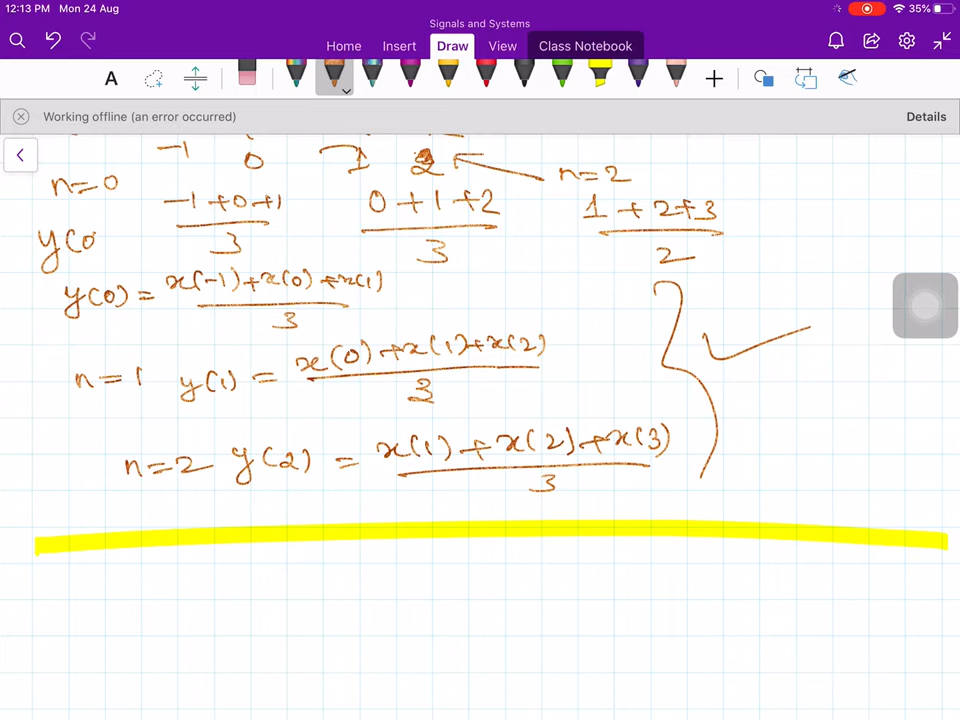 12:13 PM Mon 24 Aug 35%
Signals and Systems
Home Insert Draw View Class Notebook
A
Working offline (an error occurred) Details
-1 0 1 2
n=0 n=2
-1+0+1 0+1+2 1+2+3
3 3 2
y(0
y(0) = x(-1)+x(0)+x(1)
3
n=1 y(1) = x(0)+x(1)+x(2)
3
n=2 y(2) = x(1)+x(2)+x(3)
3